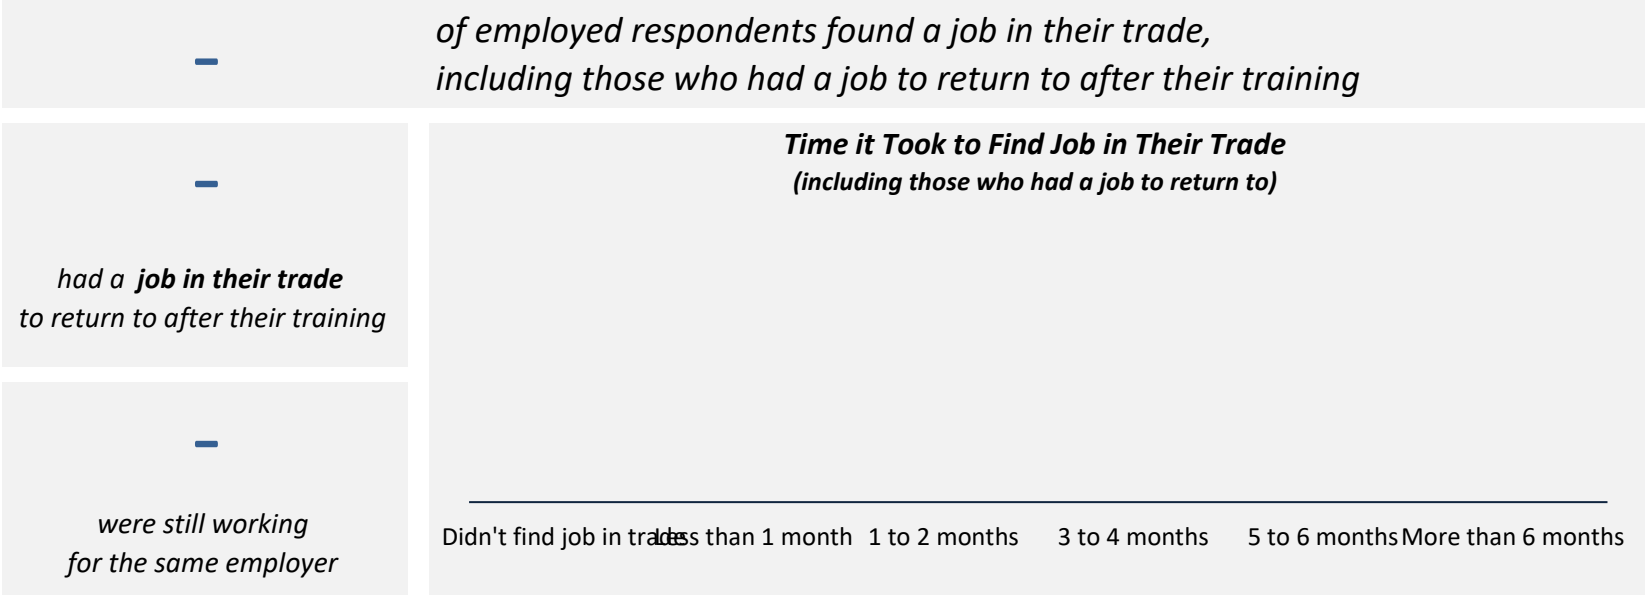 -
of employed respondents found a job in their trade,
including those who had a job to return to after their training
-
had a job in their trade
to return to after their training
-
were still working
for the same employer
Time it Took to Find Job in Their Trade
(including those who had a job to return to)
Didn't find job in trade Less than 1 month 1 to 2 months 3 to 4 months 5 to 6 months More than 6 months